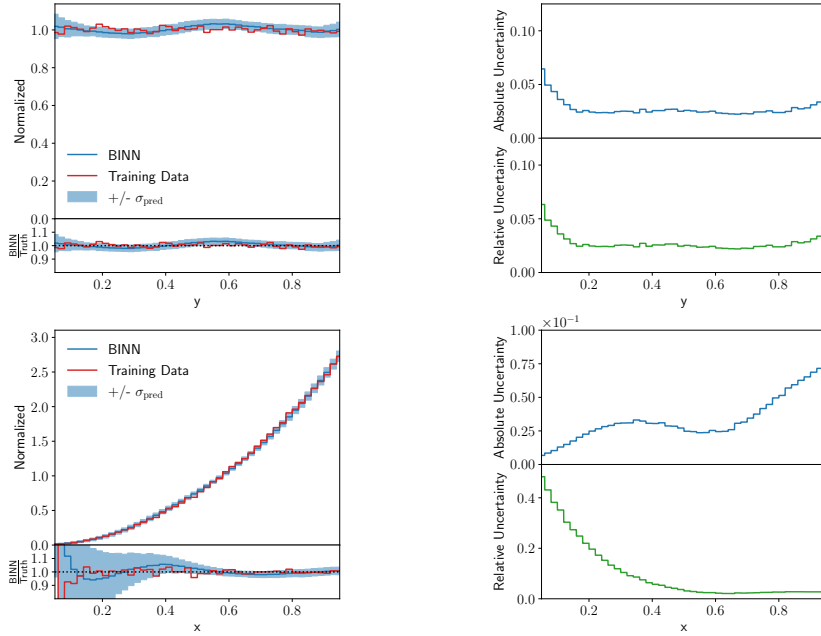 1.0
0.8
0.6
0.4
0.2
0.0
Normalized
BINN
Training Data
+/- σpred
1.1
1.0
0.9
BINN
Truth
0.2 0.4 0.6 0.8
y
0.10
0.05
0.00
Absolute Uncertainty
0.10
0.05
0.00
Relative Uncertainty
0.2 0.4 0.6 0.8
y
3.0
2.5
2.0
1.5
1.0
0.5
0.0
Normalized
BINN
Training Data
+/- σpred
1.1
1.0
0.9
BINN
Truth
0.2 0.4 0.6 0.8
x
×10⁻¹
1.00
0.75
0.50
0.25
0.00
Absolute Uncertainty
0.4
0.2
0.0
Relative Uncertainty
0.2 0.4 0.6 0.8
x